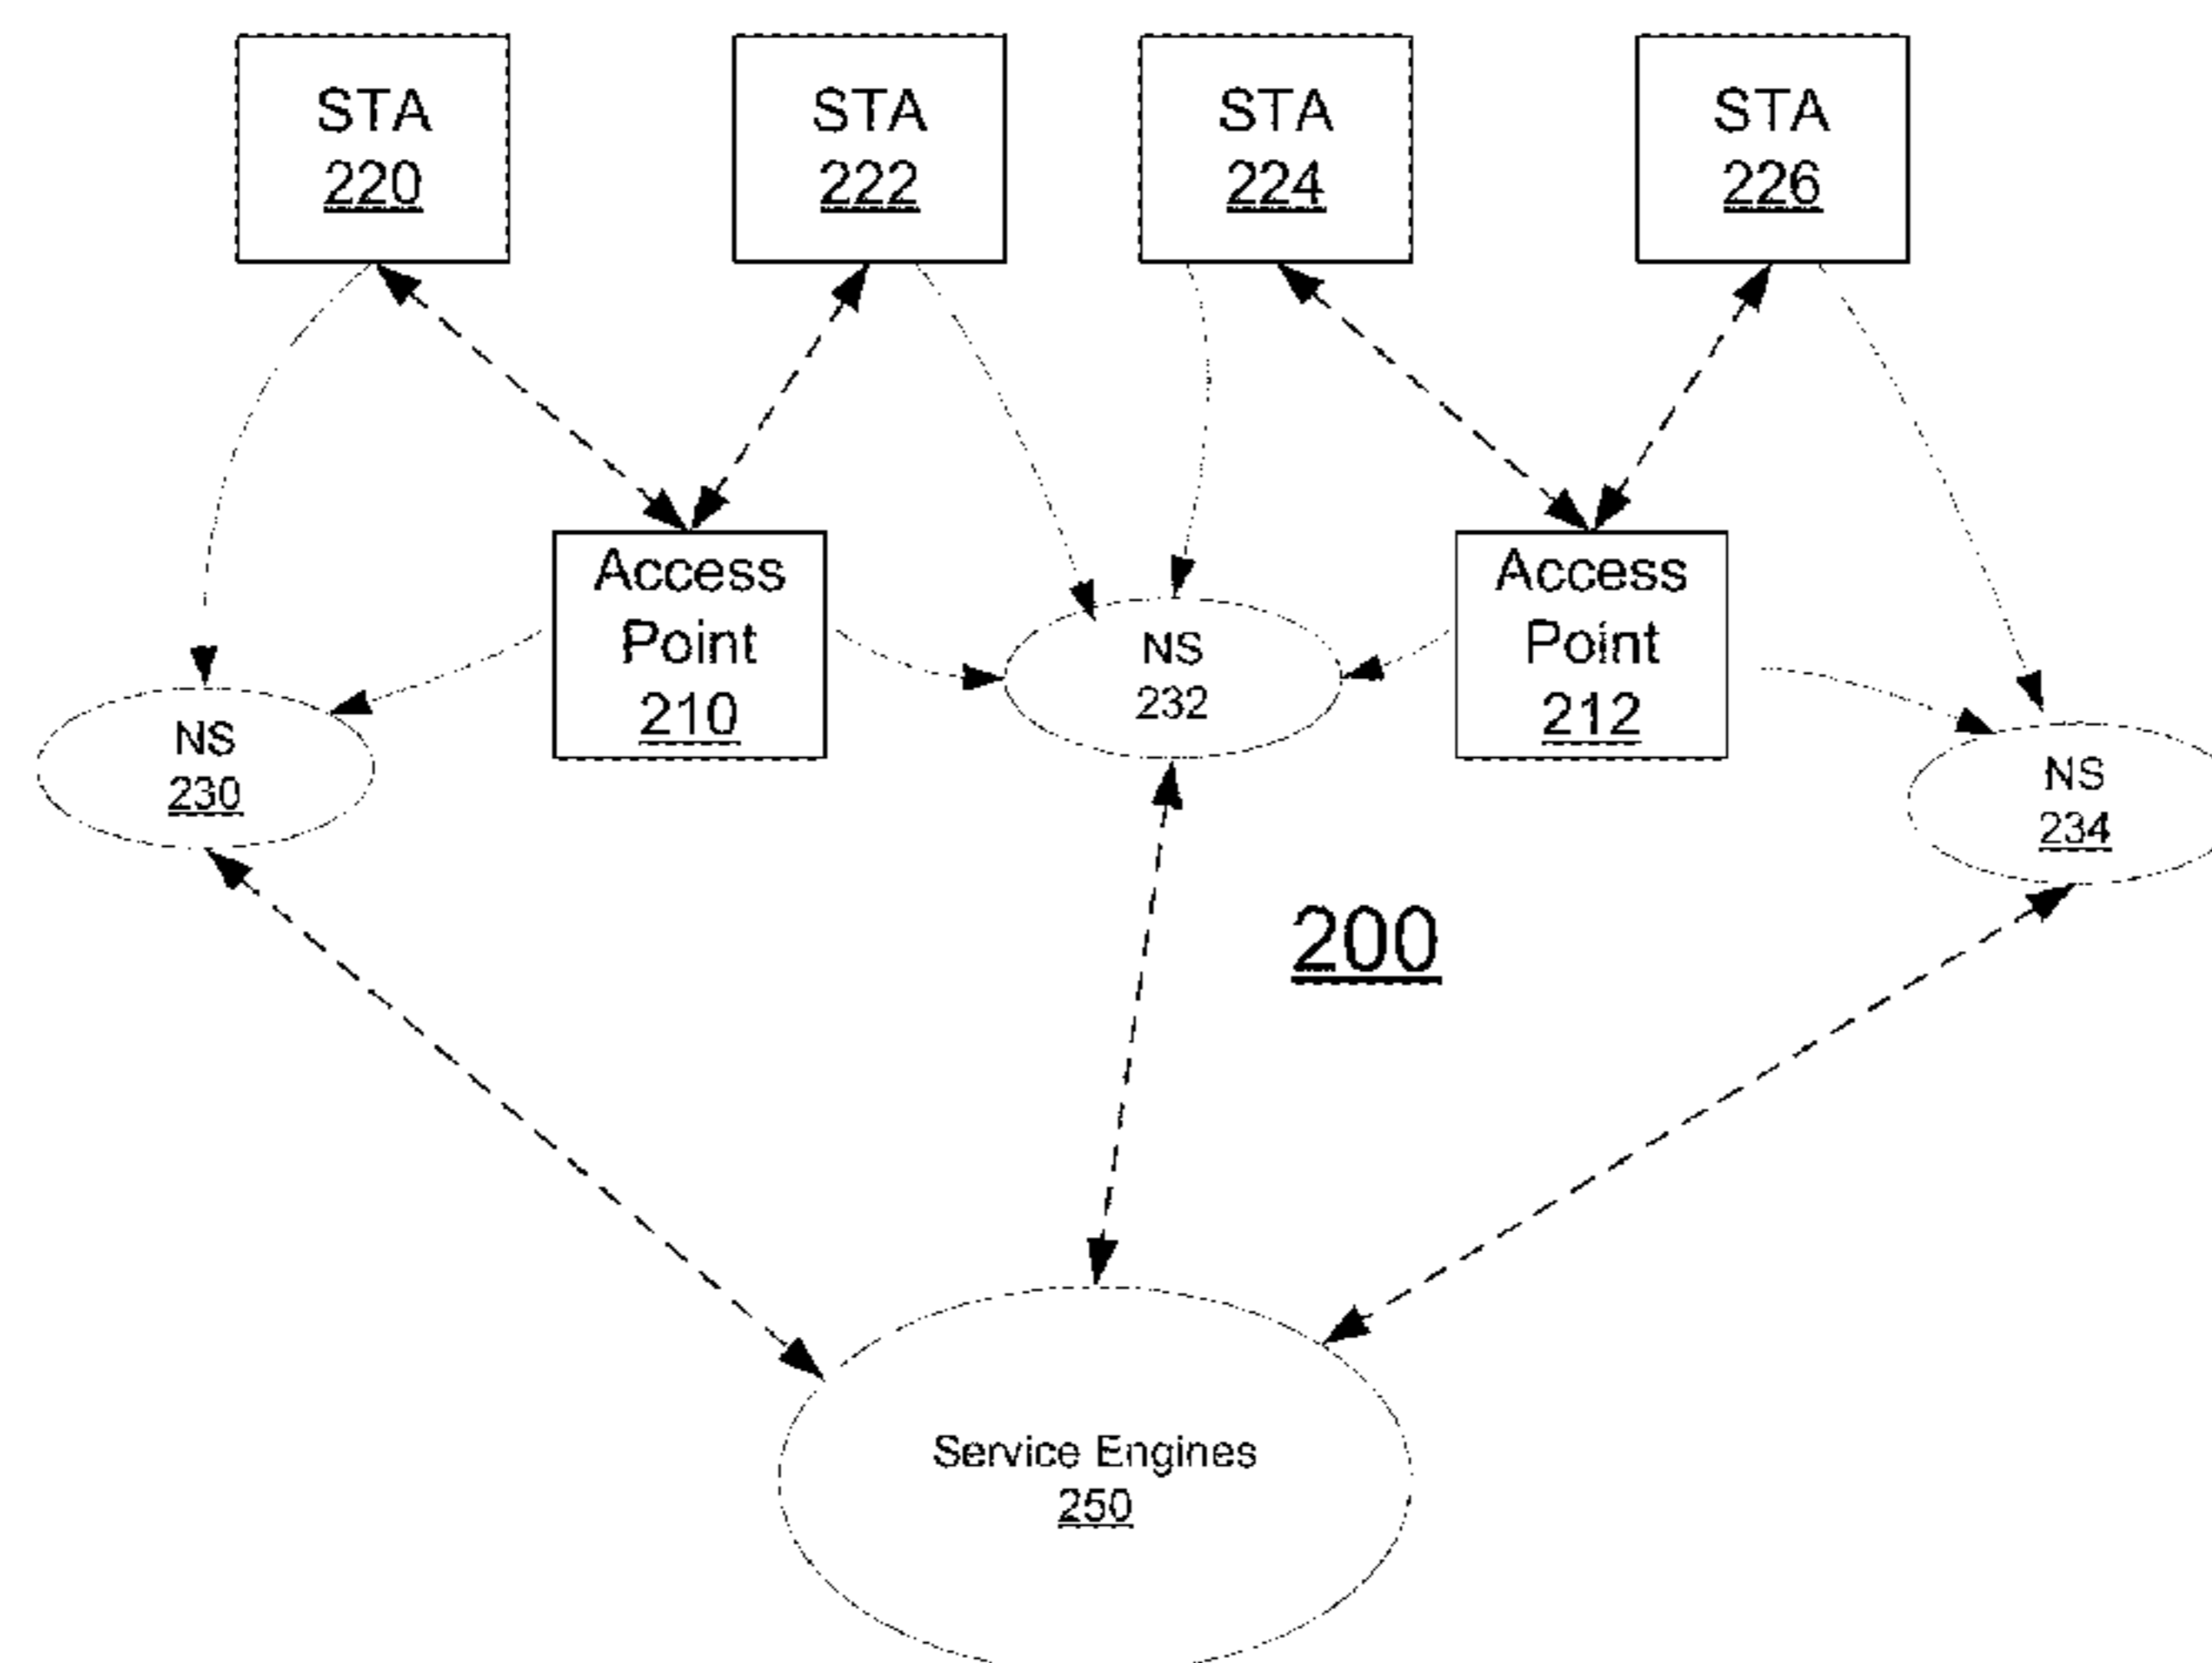 STA
220
STA
222
STA
224
STA
226
Access
Point
210
NS
232
Access
Point
212
NS
230
NS
234
200
Service Engines
250